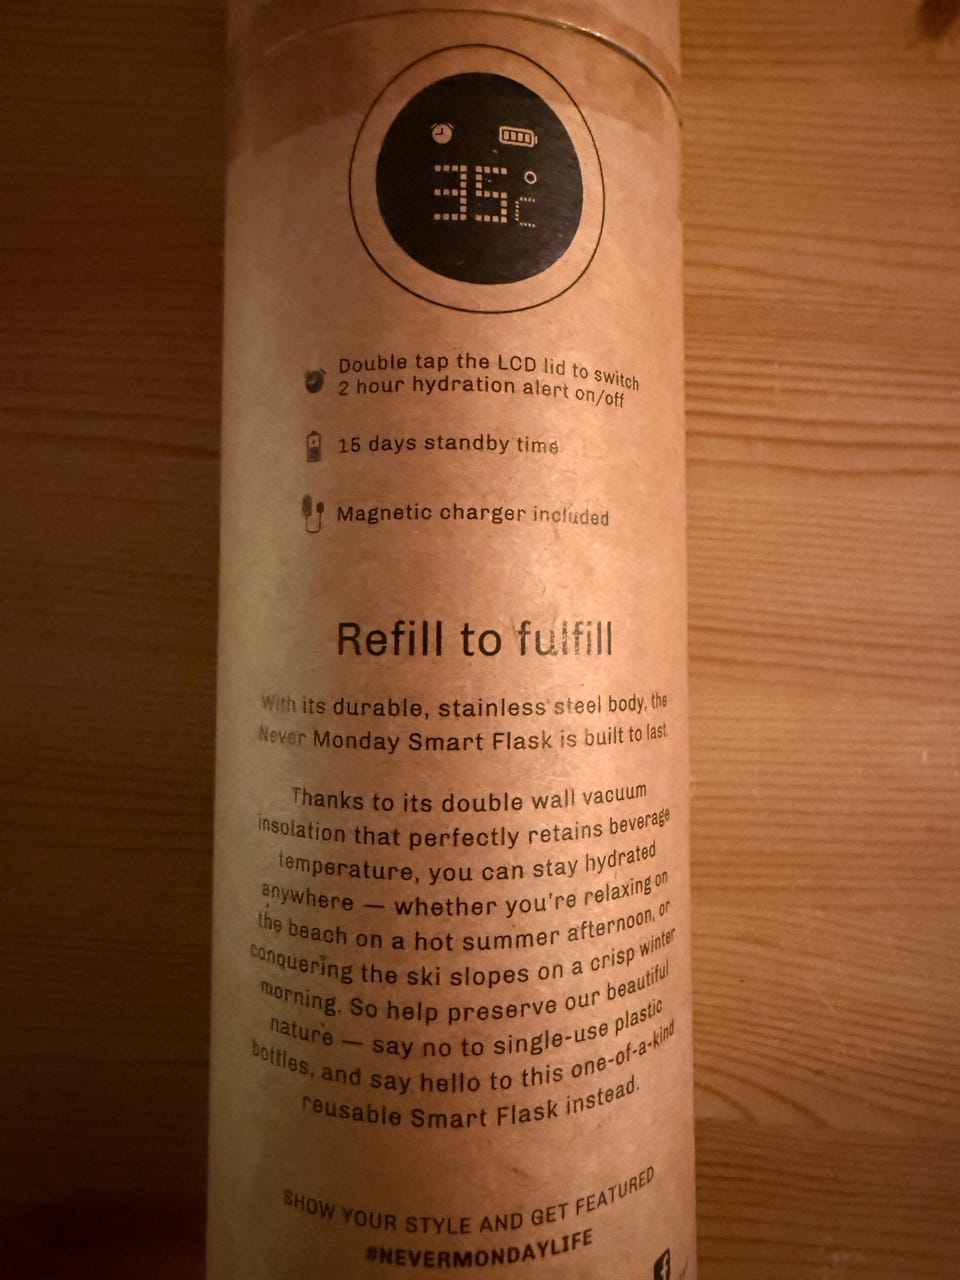 35°C
Double tap the LCD lid to switch
2 hour hydration alert on/off
15 days standby time
Magnetic charger included
Refill to fulfill
With its durable, stainless steel body, the
Never Monday Smart Flask is built to last.
Thanks to its double wall vacuum
insolation that perfectly retains beverage
temperature, you can stay hydrated
anywhere — whether you're relaxing on
the beach on a hot summer afternoon, or
conquering the ski slopes on a crisp winter
morning. So help preserve our beautiful
nature — say no to single-use plastic
bottles, and say hello to this one-of-a-kind
reusable Smart Flask instead.
SHOW YOUR STYLE AND GET FEATURED
#NEVERMONDAYLIFE